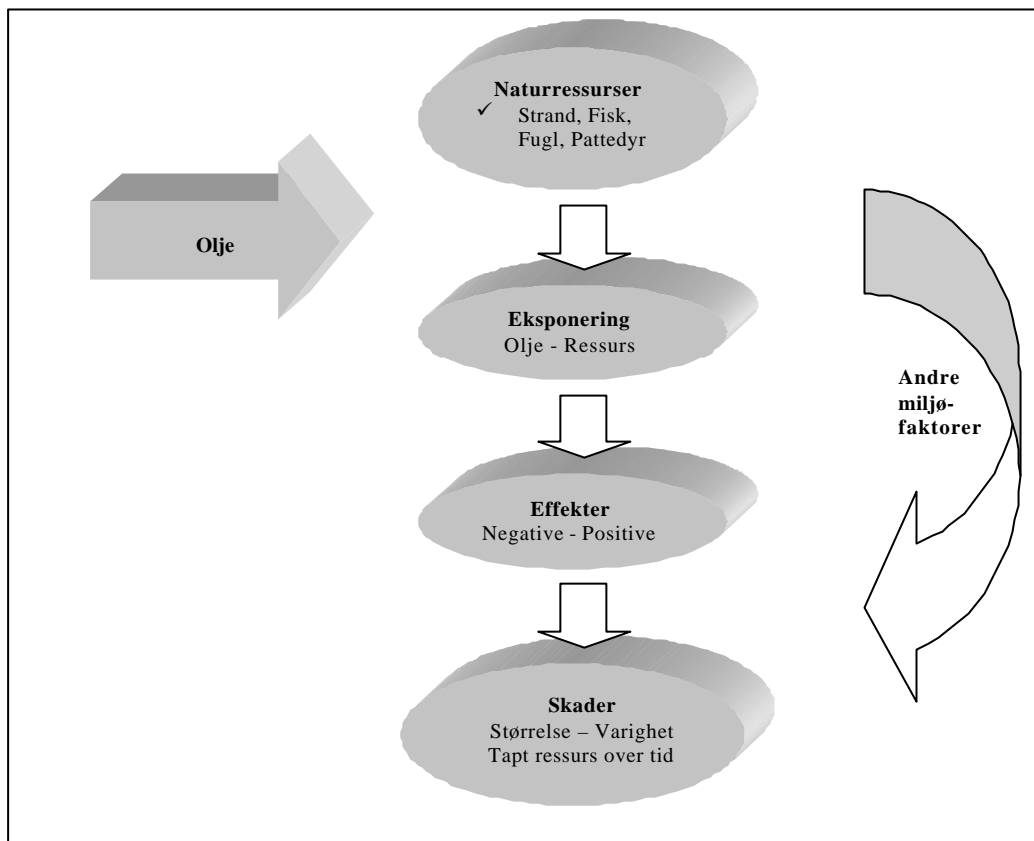 Naturressurser
✓ Strand, Fisk,
Fugl, Pattedyr
Olje
Eksponering
Olje - Ressurs
Andre
miljø-
faktorer
Effekter
Negative - Positive
Skader
Størrelse – Varighet
Tapt ressurs over tid